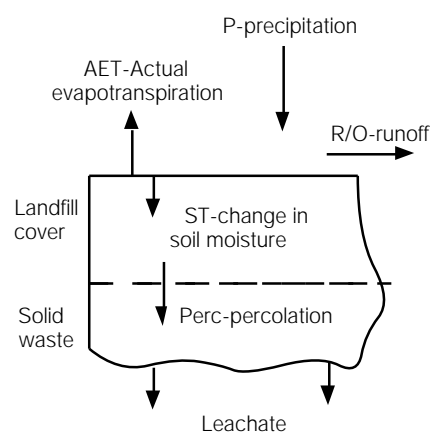 P-precipitation
AET-Actual
evapotranspiration
R/O-runoff
Landfill
cover
ST-change in
soil moisture
Solid
waste
Perc-percolation
Leachate